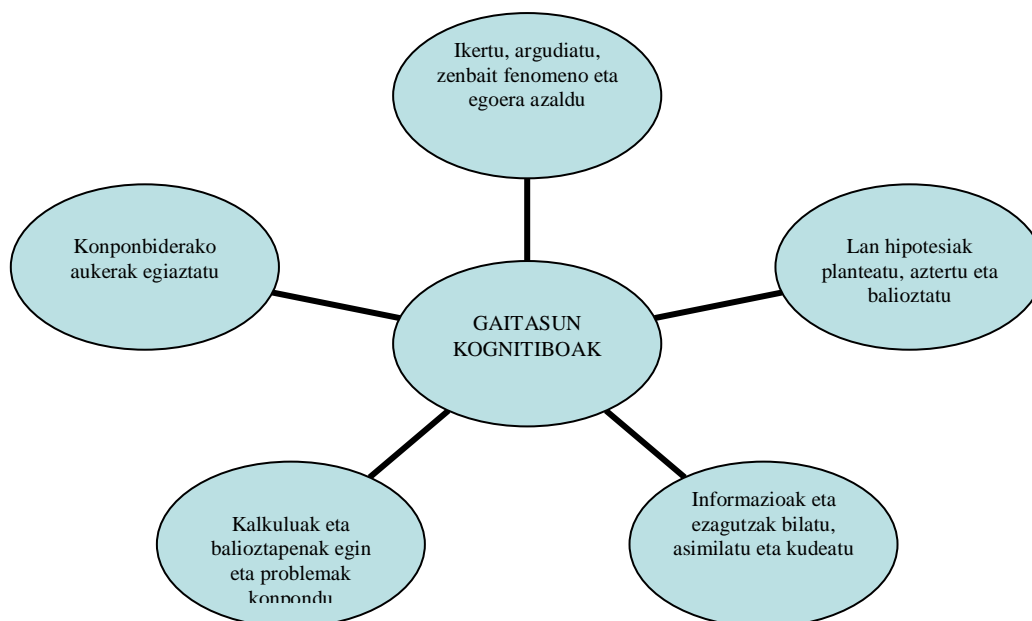 Ikertu, argudiatu,
zenbait fenomeno eta
egoera azaldu
Konponbiderako
aukerak egiaztatu
Lan hipotesiak
planteatu, aztertu eta
balioztatu
GAITASUN
KOGNITIBOAK
Kalkuluak eta
balioztapenak egin
eta problemak
konpondu
Informazioak eta
ezagutzak bilatu,
asimilatu eta kudeatu